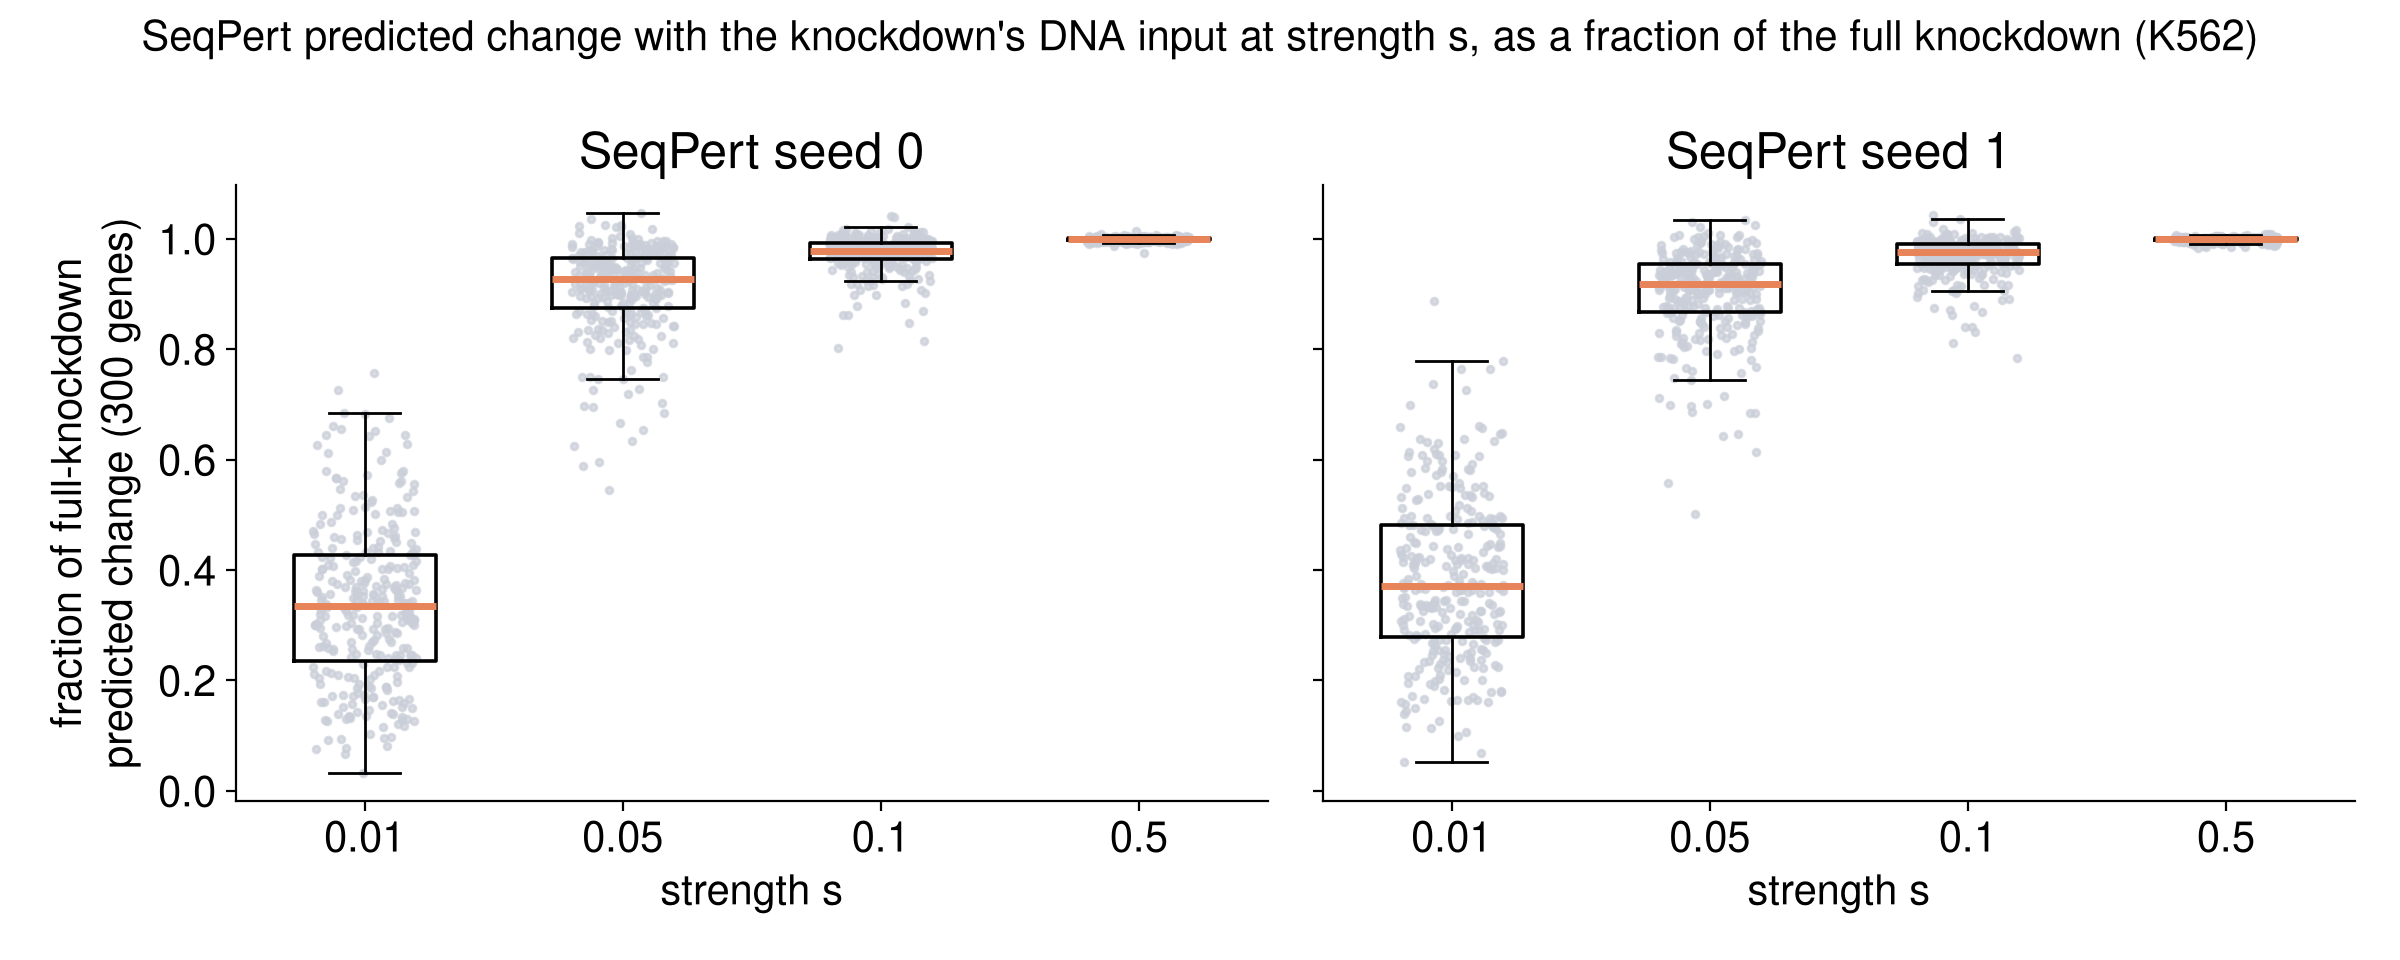 SeqPert predicted change with the knockdown's DNA input at strength s, as a fraction of the full knockdown (K562)
SeqPert seed 0
fraction of full-knockdown
predicted change (300 genes)
1.0
0.8
0.6
0.4
0.2
0.0
0.01
0.05
0.1
0.5
strength s
SeqPert seed 1
0.01
0.05
0.1
0.5
strength s